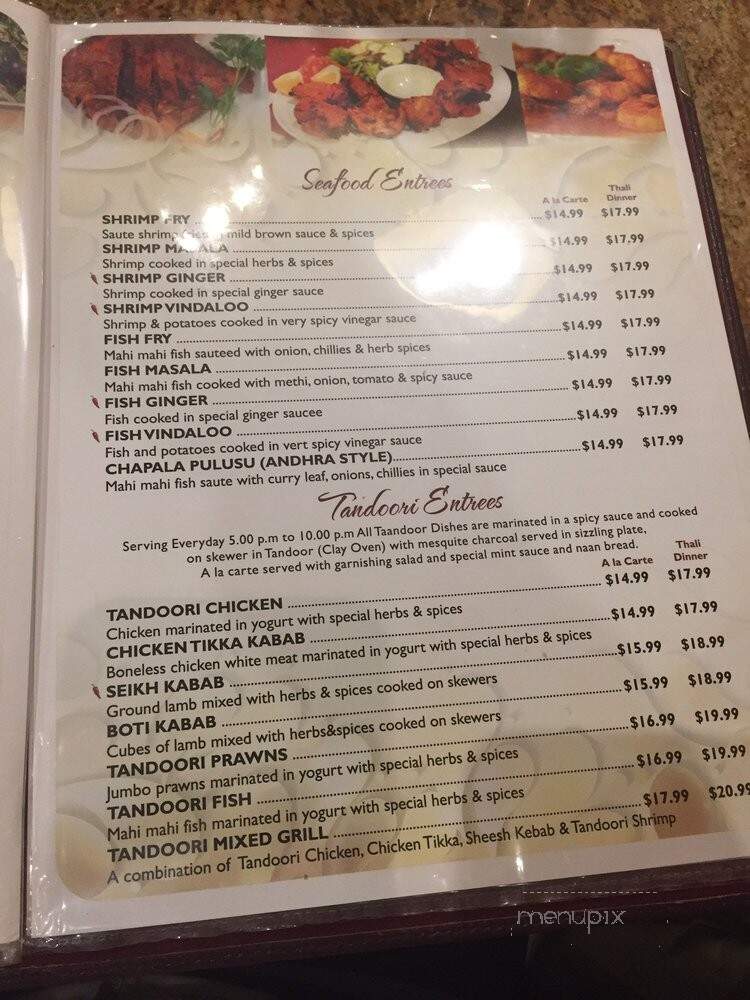 Seafood Entrees
A la Carte Thali Dinner
SHRIMP FRY $14.99 $17.99
Saute shrimp mild brown sauce & spices
SHRIMP MASALA $14.99 $17.99
Shrimp cooked in special herbs & spices
SHRIMP GINGER $14.99 $17.99
Shrimp cooked in special ginger sauce
SHRIMP VINDALOO $14.99 $17.99
Shrimp & potatoes cooked in very spicy vinegar sauce
FISH FRY $14.99 $17.99
Mahi mahi fish sauteed with onion, chillies & herb spices
FISH MASALA $14.99 $17.99
Mahi mahi fish cooked with methi, onion, tomato & spicy sauce
FISH GINGER $14.99 $17.99
Fish cooked in special ginger saucee
FISH VINDALOO $14.99 $17.99
Fish and potatoes cooked in vert spicy vinegar sauce
CHAPALA PULUSU (ANDHRA STYLE) $14.99 $17.99
Mahi mahi fish saute with curry leaf, onions, chillies in special sauce
Tandoori Entrees
Serving Everyday 5.00 p.m to 10.00 p.m All Taandoor Dishes are marinated in a spicy sauce and cooked
on skewer in Tandoor (Clay Oven) with mesquite charcoal served in sizzling plate,
A la carte served with garnishing salad and special mint sauce and naan bread.
A la Carte Thali Dinner
TANDOORI CHICKEN $14.99 $17.99
Chicken marinated in yogurt with special herbs & spices
CHICKEN TIKKA KABAB $14.99 $17.99
Boneless chicken white meat marinated in yogurt with special herbs & spices
SEIKH KABAB $15.99 $18.99
Ground lamb mixed with herbs & spices cooked on skewers
BOTI KABAB $15.99 $18.99
Cubes of lamb mixed with herbs&spices cooked on skewers
TANDOORI PRAWNS $16.99 $19.99
Jumbo prawns marinated in yogurt with special herbs & spices
TANDOORI FISH $16.99 $19.99
Mahi mahi fish marinated in yogurt with special herbs & spices
TANDOORI MIXED GRILL $17.99 $20.99
A combination of Tandoori Chicken, Chicken Tikka, Sheesh Kebab & Tandoori Shrimp
menupix